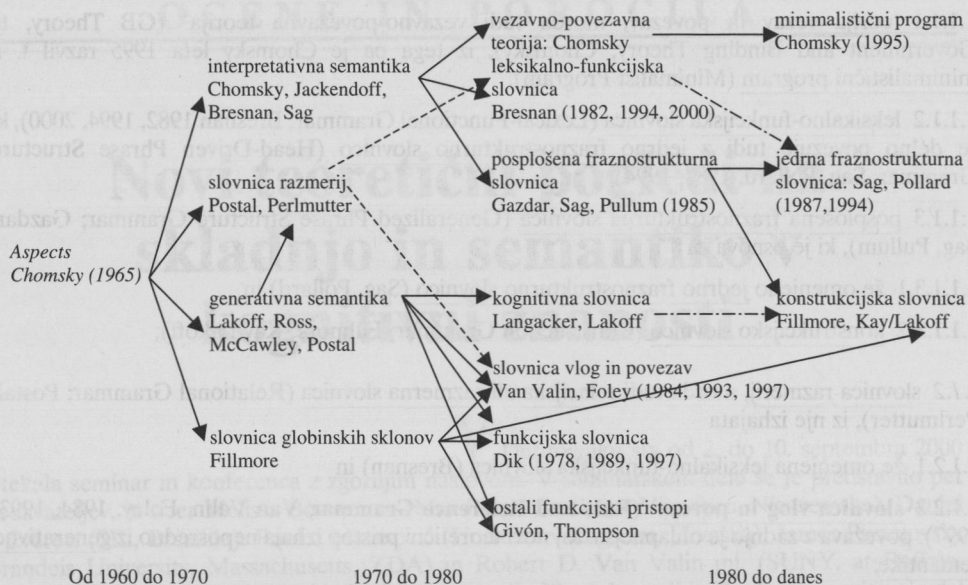 vezavno-povezavna
teorija: Chomsky
leksikalno-funkcijska
slovnica
Bresnan (1982, 1994, 2000)
minimalistični program
Chomsky (1995)
interpretativna semantika
Chomsky, Jackendoff,
Bresnan, Sag
posplošena fraznostrukturna
slovnica
Gazdar, Sag, Pullum (1985)
jedrna fraznostrukturna
slovnica: Sag, Pollard
(1987,1994)
slovnica razmerij,
Postal, Perlmutter
Aspects
Chomsky (1965)
generativna semantika
Lakoff, Ross,
McCawley, Postal
kognitivna slovnica
Langacker, Lakoff
konstrukcijska slovnica
Fillmore, Kay/Lakoff
slovnica vlog in povezav
Van Valin, Foley (1984, 1993, 1997)
slovnica globinskih sklonov
Fillmore
funkcijska slovnica
Dik (1978, 1989, 1997)
ostali funkcijski pristopi
Givón, Thompson
Od 1960 do 1970
1970 do 1980
1980 do danes